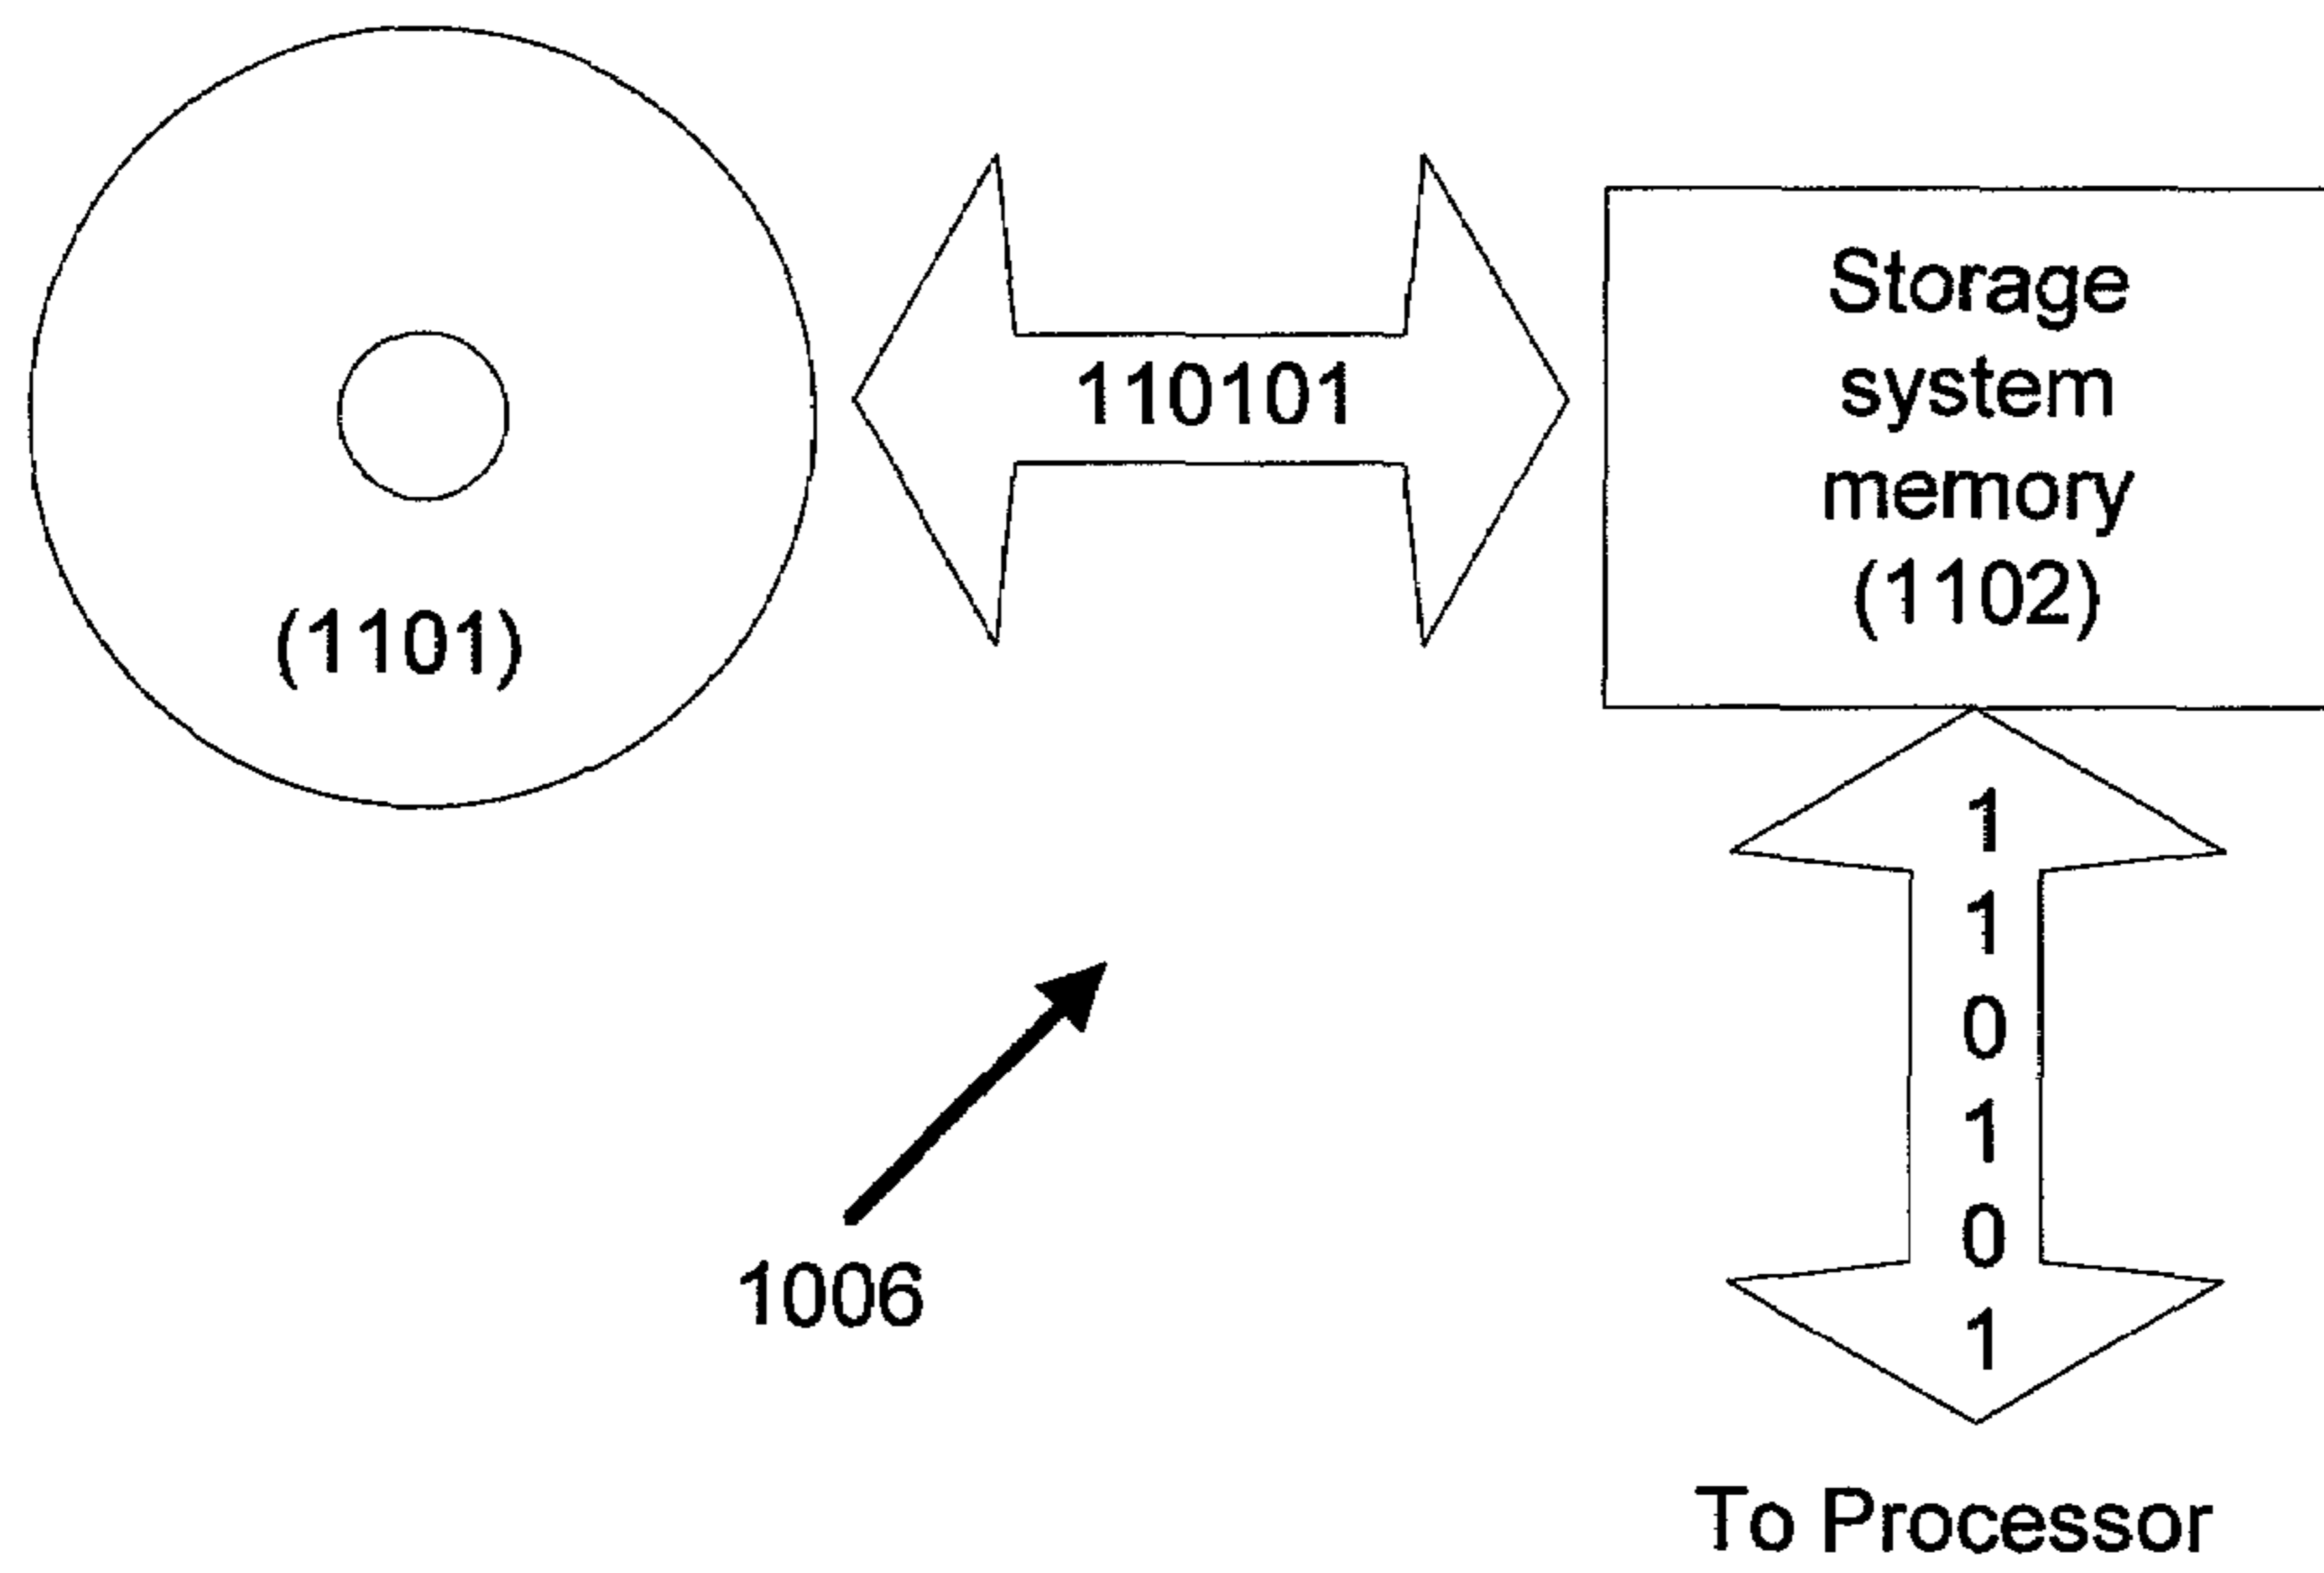 (1101)
110101
Storage
system
memory
(1102)
1
1
0
1
0
1
1006
To Processor